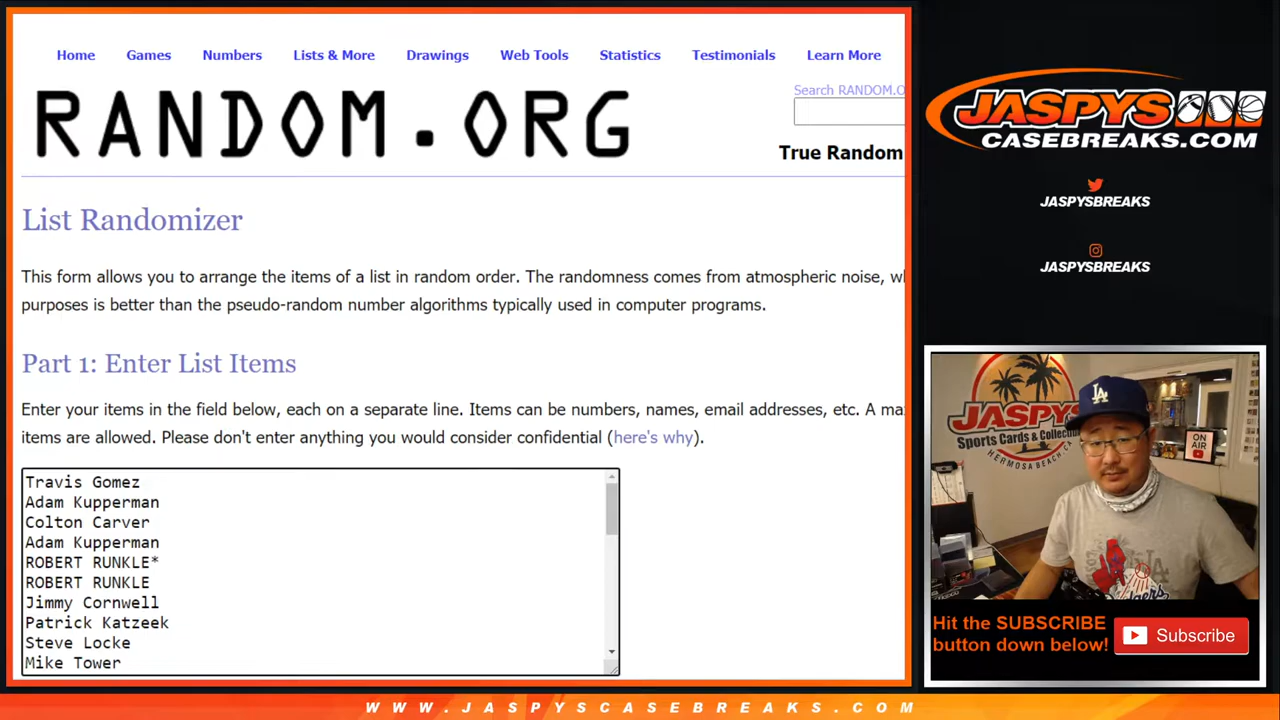 Home Games Numbers Lists & More Drawings Web Tools Statistics Testimonials Learn More
RANDOM.ORG
Search RANDOM.O
True Random
List Randomizer
This form allows you to arrange the items of a list in random order. The randomness comes from atmospheric noise, wh
purposes is better than the pseudo-random number algorithms typically used in computer programs.
Part 1: Enter List Items
Enter your items in the field below, each on a separate line. Items can be numbers, names, email addresses, etc. A ma
items are allowed. Please don't enter anything you would consider confidential (here's why).
Travis Gomez
Adam Kupperman
Colton Carver
Adam Kupperman
ROBERT RUNKLE*
ROBERT RUNKLE
Jimmy Cornwell
Patrick Katzeek
Steve Locke
Mike Tower
JASPYS
CASEBREAKS.COM
JASPYSBREAKS
JASPYSBREAKS
JASPYS
Sports Cards & Collec
HERMOSA BEACH CA
LA
ON
AIR
LA
Hit the SUBSCRIBE
button down below!
Subscribe
WWW.JASPYSCASEBREAKS.COM